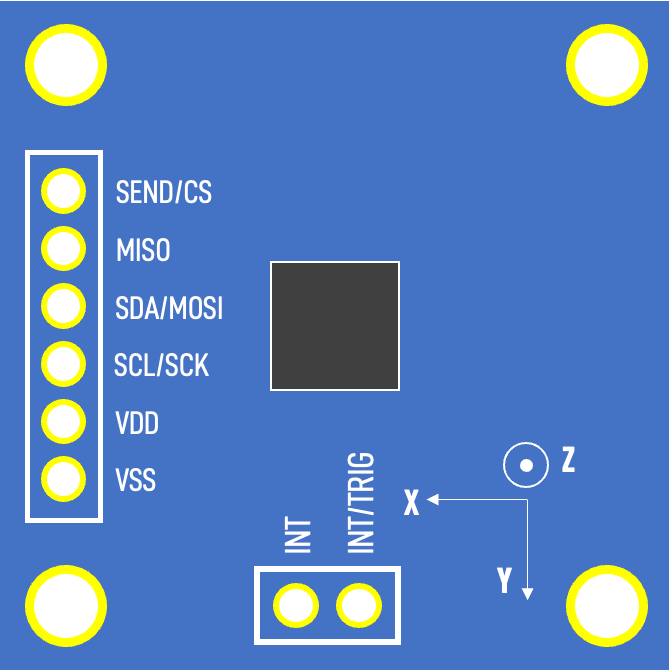 SEND/CS
MISO
SDA/MOSI
SCL/SCK
VDD
VSS
INT
INT/TRIG
Z
X
Y